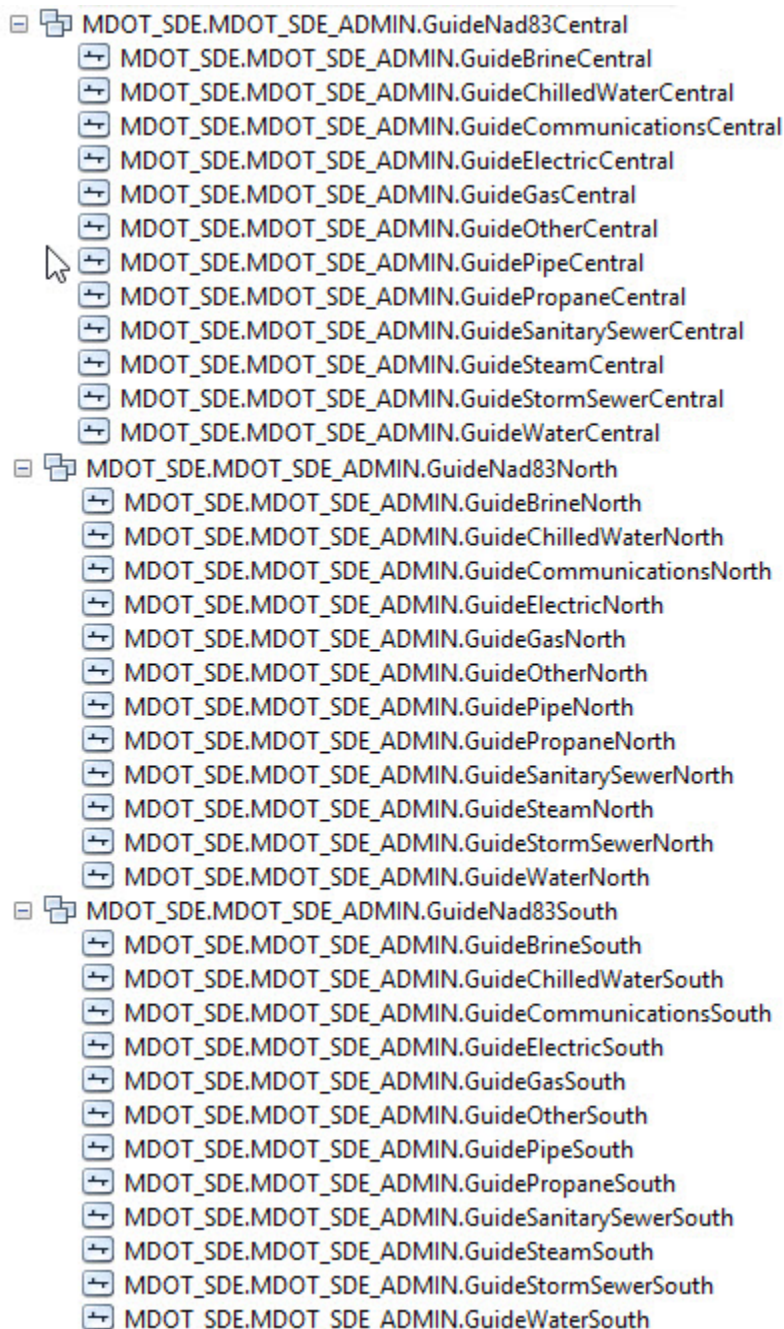 MDOT_SDE.MDOT_SDE_ADMIN.GuideNad83Central
MDOT_SDE.MDOT_SDE_ADMIN.GuideBrineCentral
MDOT_SDE.MDOT_SDE_ADMIN.GuideChilledWaterCentral
MDOT_SDE.MDOT_SDE_ADMIN.GuideCommunicationsCentral
MDOT_SDE.MDOT_SDE_ADMIN.GuideElectricCentral
MDOT_SDE.MDOT_SDE_ADMIN.GuideGasCentral
MDOT_SDE.MDOT_SDE_ADMIN.GuideOtherCentral
MDOT_SDE.MDOT_SDE_ADMIN.GuidePipeCentral
MDOT_SDE.MDOT_SDE_ADMIN.GuidePropaneCentral
MDOT_SDE.MDOT_SDE_ADMIN.GuideSanitarySewerCentral
MDOT_SDE.MDOT_SDE_ADMIN.GuideSteamCentral
MDOT_SDE.MDOT_SDE_ADMIN.GuideStormSewerCentral
MDOT_SDE.MDOT_SDE_ADMIN.GuideWaterCentral
MDOT_SDE.MDOT_SDE_ADMIN.GuideNad83North
MDOT_SDE.MDOT_SDE_ADMIN.GuideBrineNorth
MDOT_SDE.MDOT_SDE_ADMIN.GuideChilledWaterNorth
MDOT_SDE.MDOT_SDE_ADMIN.GuideCommunicationsNorth
MDOT_SDE.MDOT_SDE_ADMIN.GuideElectricNorth
MDOT_SDE.MDOT_SDE_ADMIN.GuideGasNorth
MDOT_SDE.MDOT_SDE_ADMIN.GuideOtherNorth
MDOT_SDE.MDOT_SDE_ADMIN.GuidePipeNorth
MDOT_SDE.MDOT_SDE_ADMIN.GuidePropaneNorth
MDOT_SDE.MDOT_SDE_ADMIN.GuideSanitarySewerNorth
MDOT_SDE.MDOT_SDE_ADMIN.GuideSteamNorth
MDOT_SDE.MDOT_SDE_ADMIN.GuideStormSewerNorth
MDOT_SDE.MDOT_SDE_ADMIN.GuideWaterNorth
MDOT_SDE.MDOT_SDE_ADMIN.GuideNad83South
MDOT_SDE.MDOT_SDE_ADMIN.GuideBrineSouth
MDOT_SDE.MDOT_SDE_ADMIN.GuideChilledWaterSouth
MDOT_SDE.MDOT_SDE_ADMIN.GuideCommunicationsSouth
MDOT_SDE.MDOT_SDE_ADMIN.GuideElectricSouth
MDOT_SDE.MDOT_SDE_ADMIN.GuideGasSouth
MDOT_SDE.MDOT_SDE_ADMIN.GuideOtherSouth
MDOT_SDE.MDOT_SDE_ADMIN.GuidePipeSouth
MDOT_SDE.MDOT_SDE_ADMIN.GuidePropaneSouth
MDOT_SDE.MDOT_SDE_ADMIN.GuideSanitarySewerSouth
MDOT_SDE.MDOT_SDE_ADMIN.GuideSteamSouth
MDOT_SDE.MDOT_SDE_ADMIN.GuideStormSewerSouth
MDOT_SDE.MDOT_SDE_ADMIN.GuideWaterSouth